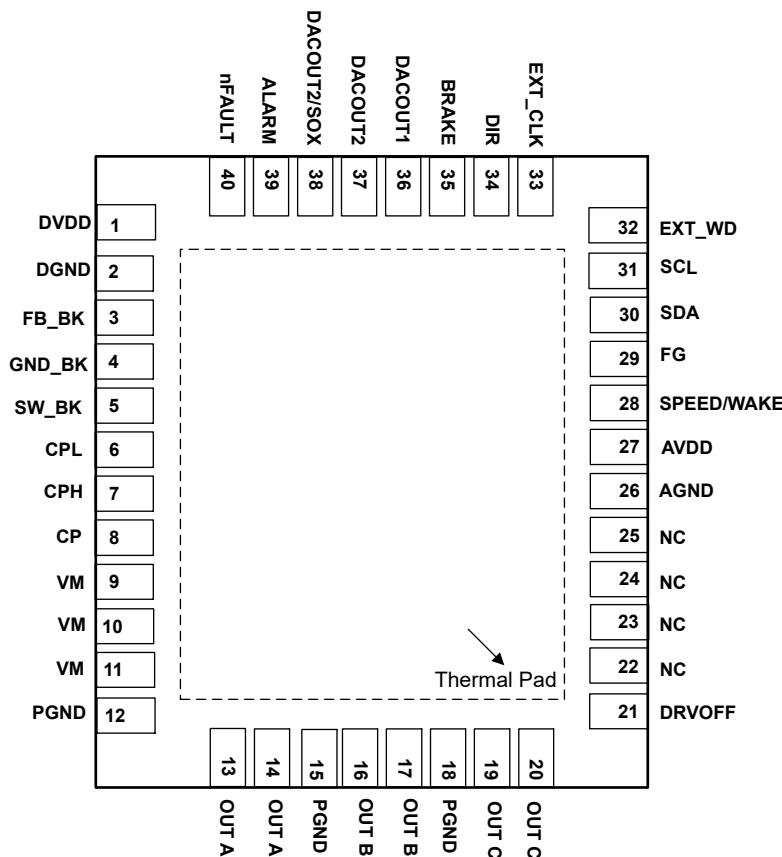 nFAULT
ALARM
DACOUT2/SOX
DACOUT2
DACOUT1
BRAKE
DIR
EXT_CLK
40
39
38
37
36
35
34
33
DVDD 1
DGND 2
FB_BK 3
GND_BK 4
SW_BK 5
CPL 6
CPH 7
CP 8
VM 9
VM 10
VM 11
PGND 12
32 EXT_WD
31 SCL
30 SDA
29 FG
28 SPEED/WAKE
27 AVDD
26 AGND
25 NC
24 NC
23 NC
22 NC
21 DRVOFF
Thermal Pad
13
14
15
16
17
18
19
20
OUT A
OUT A
PGND
OUT B
OUT B
PGND
OUT C
OUT C